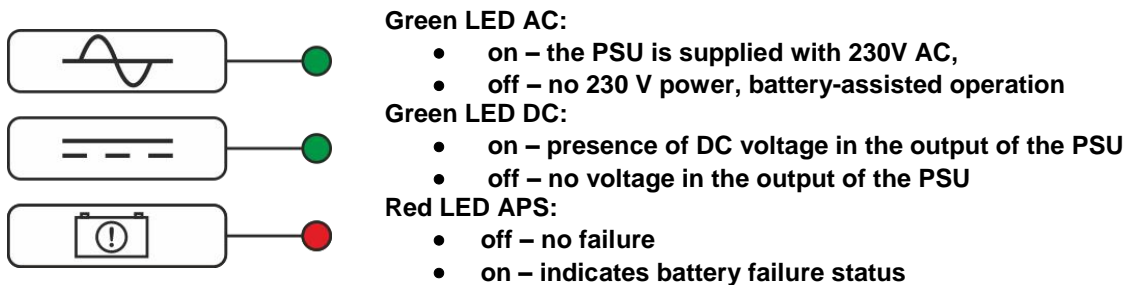 Green LED AC:
• on – the PSU is supplied with 230V AC,
• off – no 230 V power, battery-assisted operation
Green LED DC:
• on – presence of DC voltage in the output of the PSU
• off – no voltage in the output of the PSU
Red LED APS:
• off – no failure
• on – indicates battery failure status